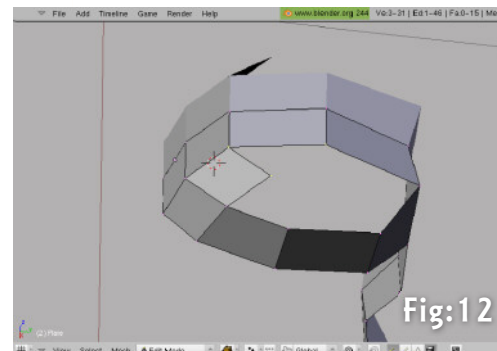 File Add Timeline Game Render Help www.blender.org 244 Ve:3-31 | Ed:1-46 | Fa:0-15 | Me
(2) Plane
Fig:12
View Select Mesh Edit Mode Global